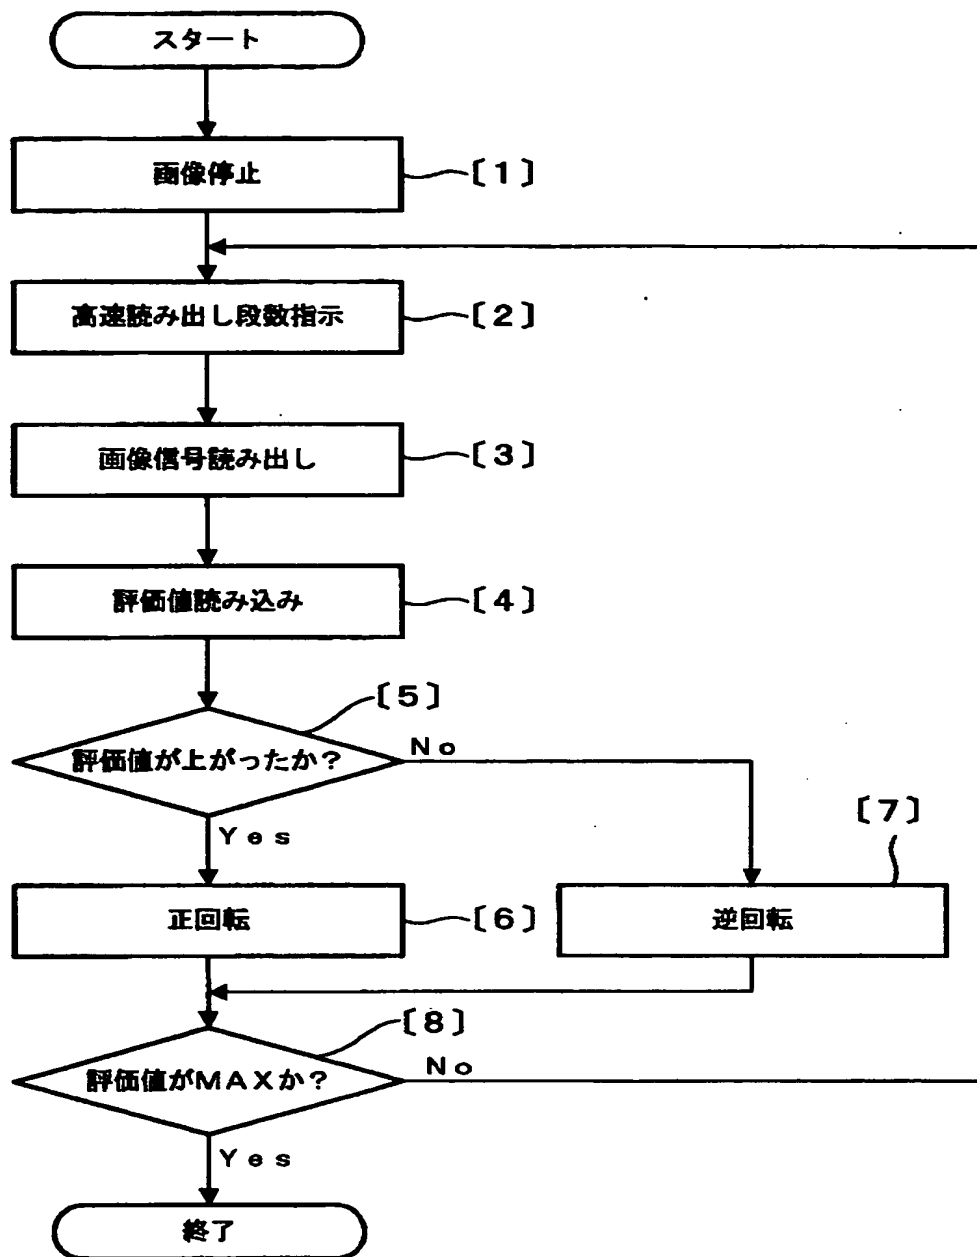 スタート
画像停止
〔1〕
高速読み出し段数指示
〔2〕
画像信号読み出し
〔3〕
評価値読み込み
〔4〕
〔5〕
評価値が上がったか?
No
Yes
〔7〕
正回転
〔6〕
逆回転
〔8〕
評価値がMAXか?
No
Yes
終了